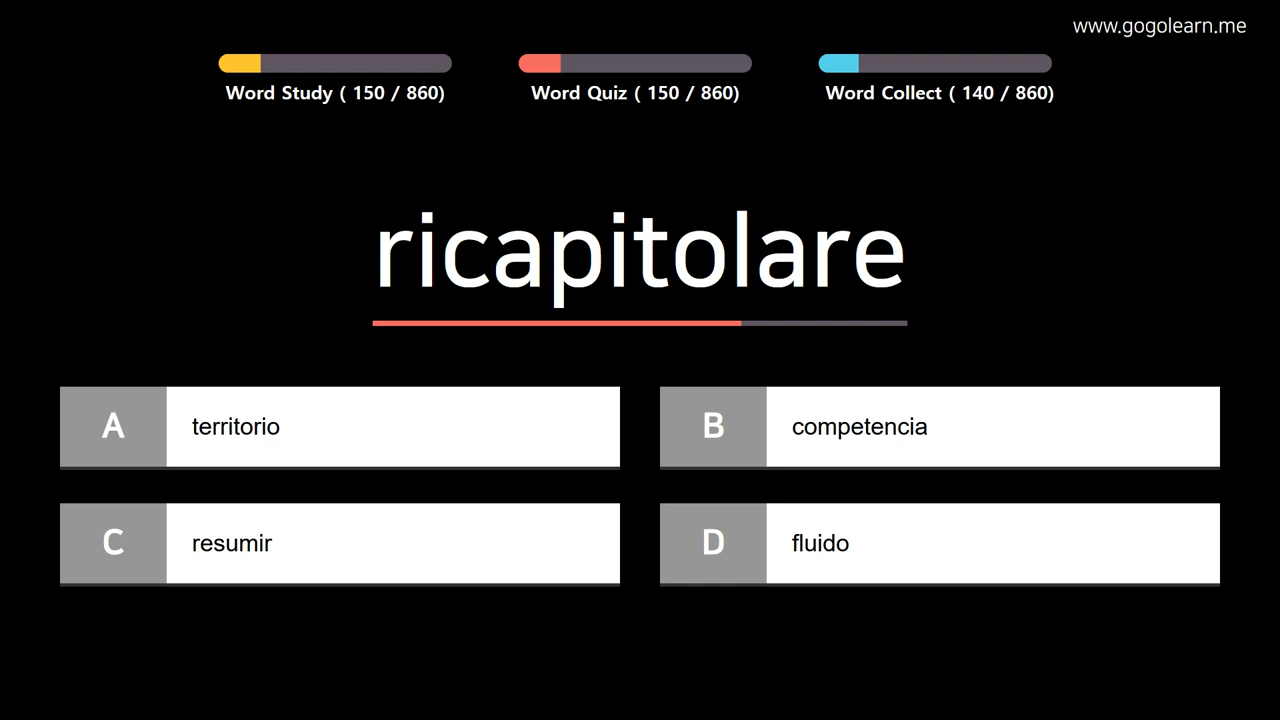 www.gogolearn.me
Word Study ( 150 / 860)
Word Quiz ( 150 / 860)
Word Collect ( 140 / 860)
ricapitolare
A territorio
B competencia
C resumir
D fluido